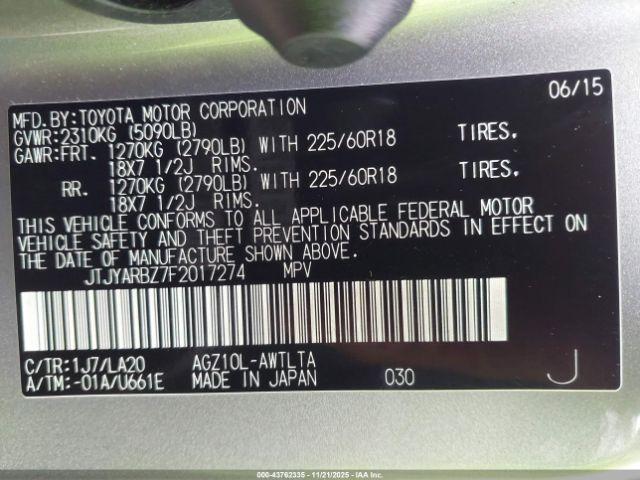 06/15
MFD.BY:TOYOTA MOTOR CORPORATION
GVWR:2310KG (5090LB)
GAWR:FRT. 1270KG (2790LB) WITH 225/60R18 TIRES,
18X7 1/2J RIMS.
RR. 1270KG (2790LB) WITH 225/60R18 TIRES,
18X7 1/2J RIMS.
THIS VEHICLE CONFORMS TO ALL APPLICABLE FEDERAL MOTOR
VEHICLE SAFETY AND THEFT PREVENTION STANDARDS IN EFFECT ON
THE DATE OF MANUFACTURE SHOWN ABOVE.
JTJYARBZ7F2017274 MPV
C/TR:1J7/LA20 AGZ10L-AWTLTA
A/TM:-01A/U661E MADE IN JAPAN 030 J
000-43762335 - 11/21/2025 - COPART